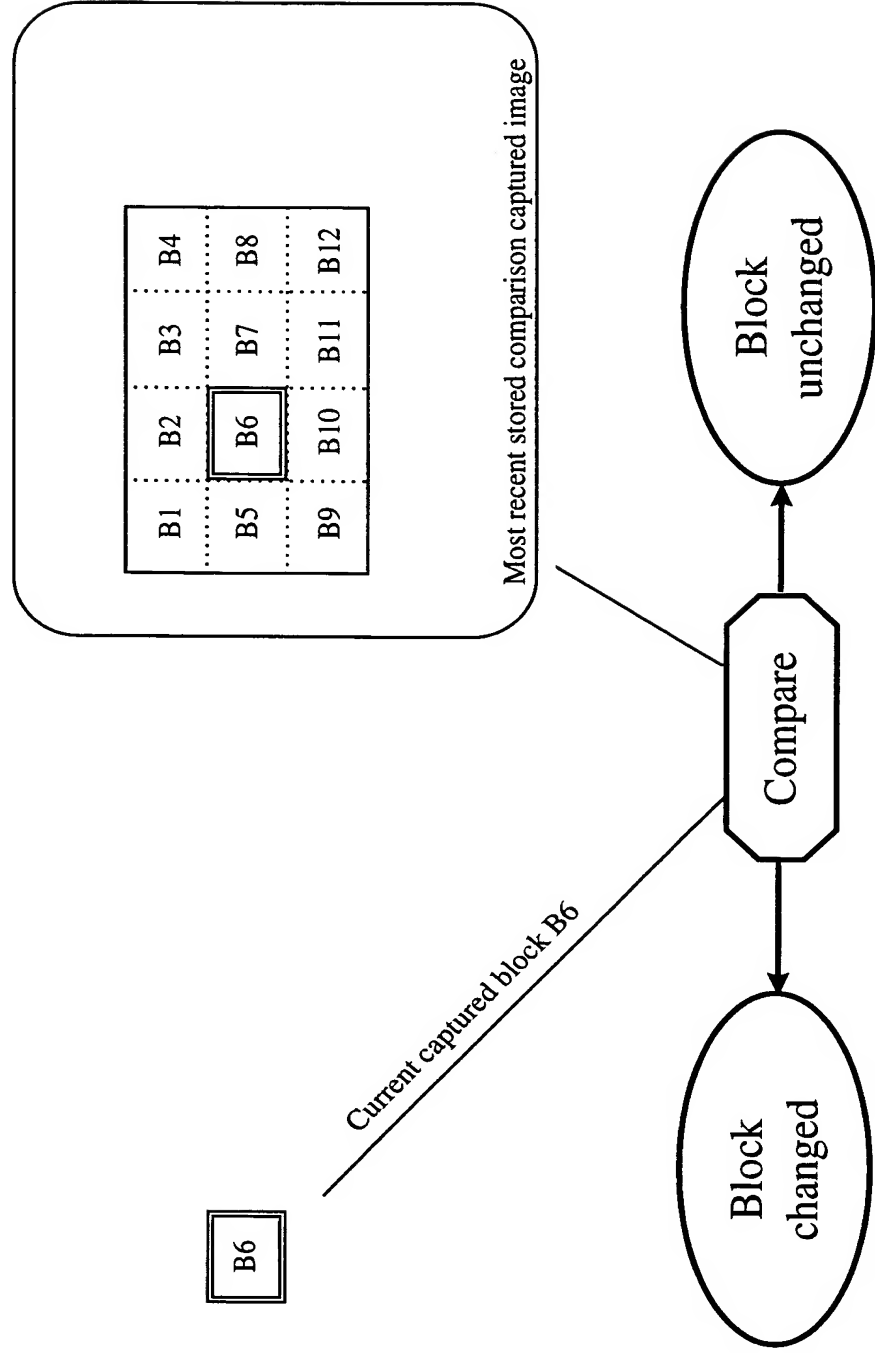 B1 B2 B3 B4
B6 B5 B6 B7 B8
B9 B10 B11 B12
Most recent stored comparison captured image
Current captured block B6
Compare
Block
changed
Block
unchanged